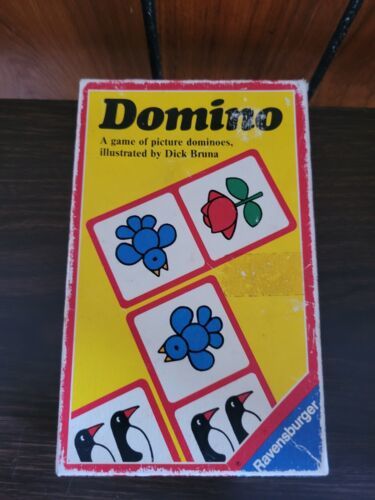 Domino
A game of picture dominoes,
illustrated by Dick Bruna
Ravensburger